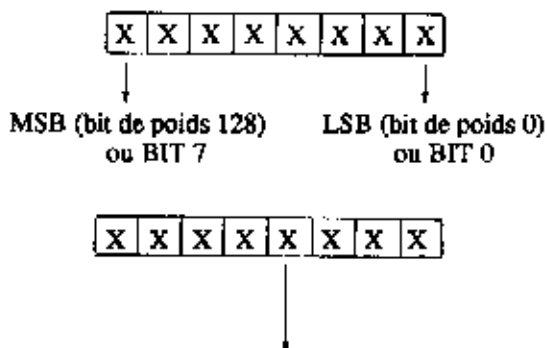 X X X X X X X X
MSB (bit de poids 128) LSB (bit de poids 0)
ou BIT 7 ou BIT 0
X X X X X X X X